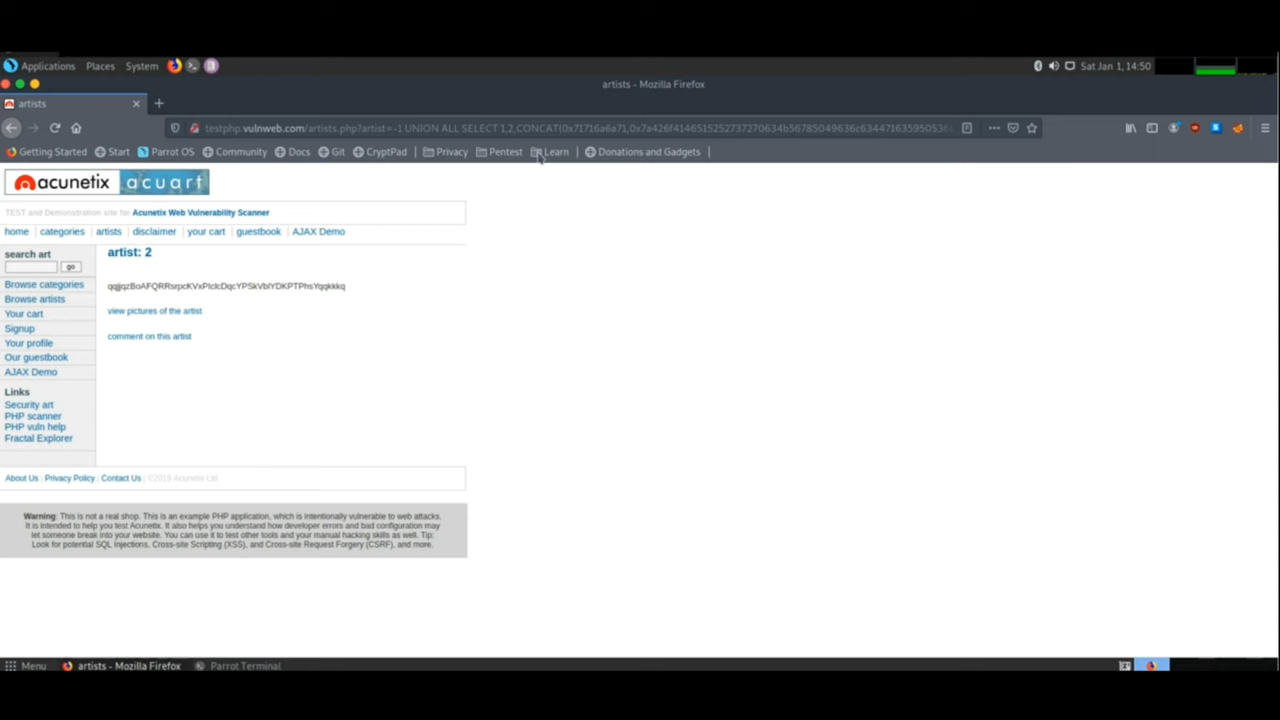 Applications Places System Sat Jan 1, 14:50
artists - Mozilla Firefox
artists
testphp.vulnweb.com/artists.php?artist=-1 UNION ALL SELECT 1,2,CONCAT(0x71716a6a71,
Getting Started Start Parrot OS Community Docs Git CryptPad Privacy Pentest Learn Donations and Gadgets
acunetix acuart
TEST and Demonstration site for Acunetix Web Vulnerability Scanner
home categories artists disclaimer your cart guestbook AJAX Demo
search art
go
Browse categories
Browse artists
Your cart
Signup
Your profile
Our guestbook
AJAX Demo
Links
Security art
PHP scanner
PHP vuln help
Fractal Explorer
artist: 2
view pictures of the artist
comment on this artist
About Us | Privacy Policy | Contact Us | ©2019 Acunetix Ltd
Warning: This is not a real shop. This is an example PHP application, which is intentionally vulnerable to web attacks.
It is intended to help you test Acunetix. It also helps you understand how developer errors and bad configuration may
let someone break into your website. You can use it to test other tools and your manual hacking skills as well. Tip:
Look for potential SQL Injections, Cross-site Scripting (XSS), and Cross-site Request Forgery (CSRF), and more.
Menu artists - Mozilla Firefox Parrot Terminal